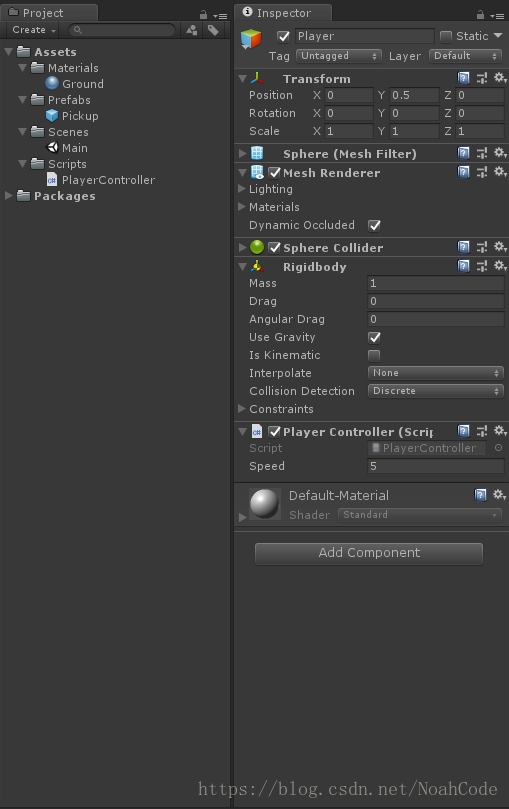 Project
Create
Assets
Materials
Ground
Prefabs
Pickup
Scenes
Main
Scripts
PlayerController
Packages
Inspector
Player Static
Tag Untagged Layer Default
Transform
Position X 0 Y 0.5 Z 0
Rotation X 0 Y 0 Z 0
Scale X 1 Y 1 Z 1
Sphere (Mesh Filter)
Mesh Renderer
Lighting
Materials
Dynamic Occluded
Sphere Collider
Rigidbody
Mass 1
Drag 0
Angular Drag 0
Use Gravity
Is Kinematic
Interpolate None
Collision Detection Discrete
Constraints
Player Controller (Scrip
Script PlayerController
Speed 5
Default-Material
Shader Standard
Add Component
https://blog.csdn.net/NoahCode